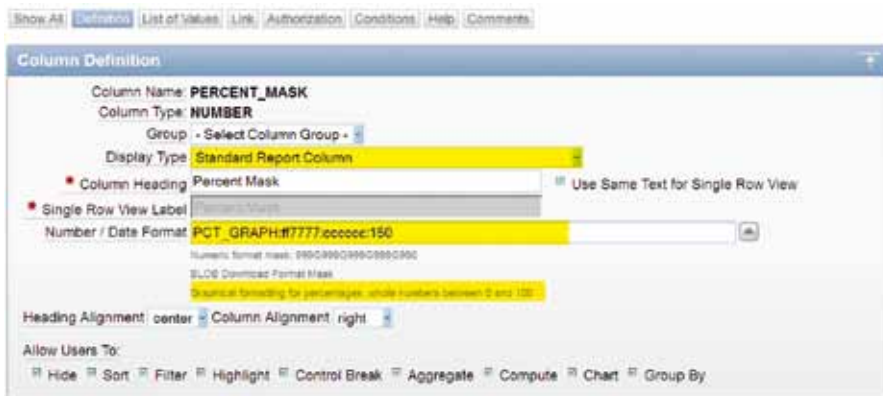 Show All Definition List of Values Link Authorization Conditions Help Comments
Column Definition
Column Name: PERCENT_MASK
Column Type: NUMBER
Group - Select Column Group -
Display Type Standard Report Column
* Column Heading Percent Mask Use Same Text for Single Row View
* Single Row View Label Percent Mask
Number / Date Format PCT_GRAPH:ff7777:cccccc:150
Numeric format mask: 999G999G999G999G990
BLOB Download Format Mask
Graphical formatting for percentages, whole numbers between 0 and 100
Heading Alignment center Column Alignment right
Allow Users To:
Hide Sort Filter Highlight Control Break Aggregate Compute Chart Group By